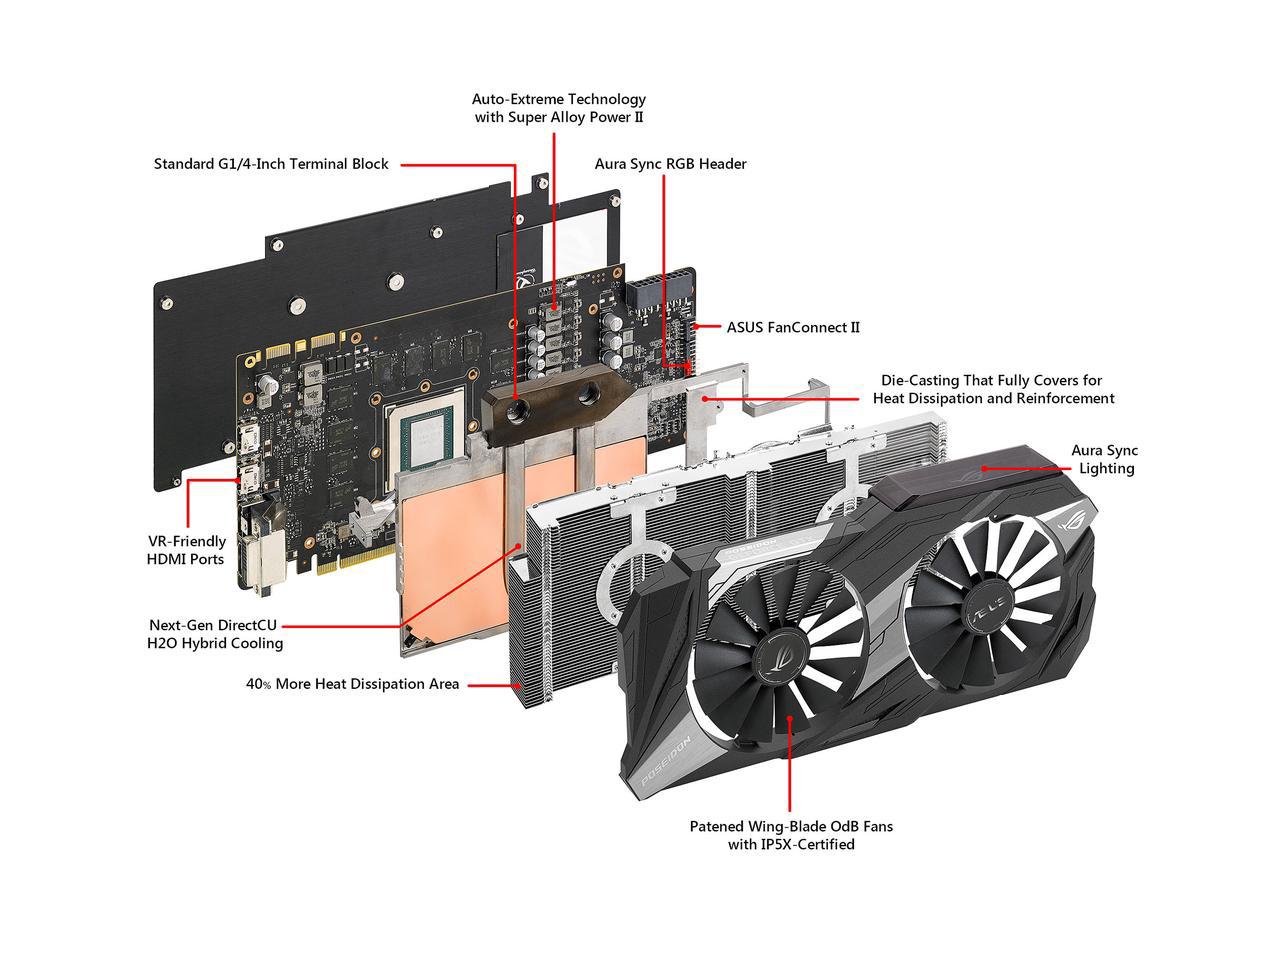 Auto-Extreme Technology
with Super Alloy Power II
Standard G1/4-Inch Terminal Block
Aura Sync RGB Header
ASUS FanConnect II
Die-Casting That Fully Covers for
Heat Dissipation and Reinforcement
Aura Sync
Lighting
VR-Friendly
HDMI Ports
Next-Gen DirectCU
H2O Hybrid Cooling
40% More Heat Dissipation Area
POSEIDON
ASUS
POSEIDON
Patened Wing-Blade OdB Fans
with IP5X-Certified